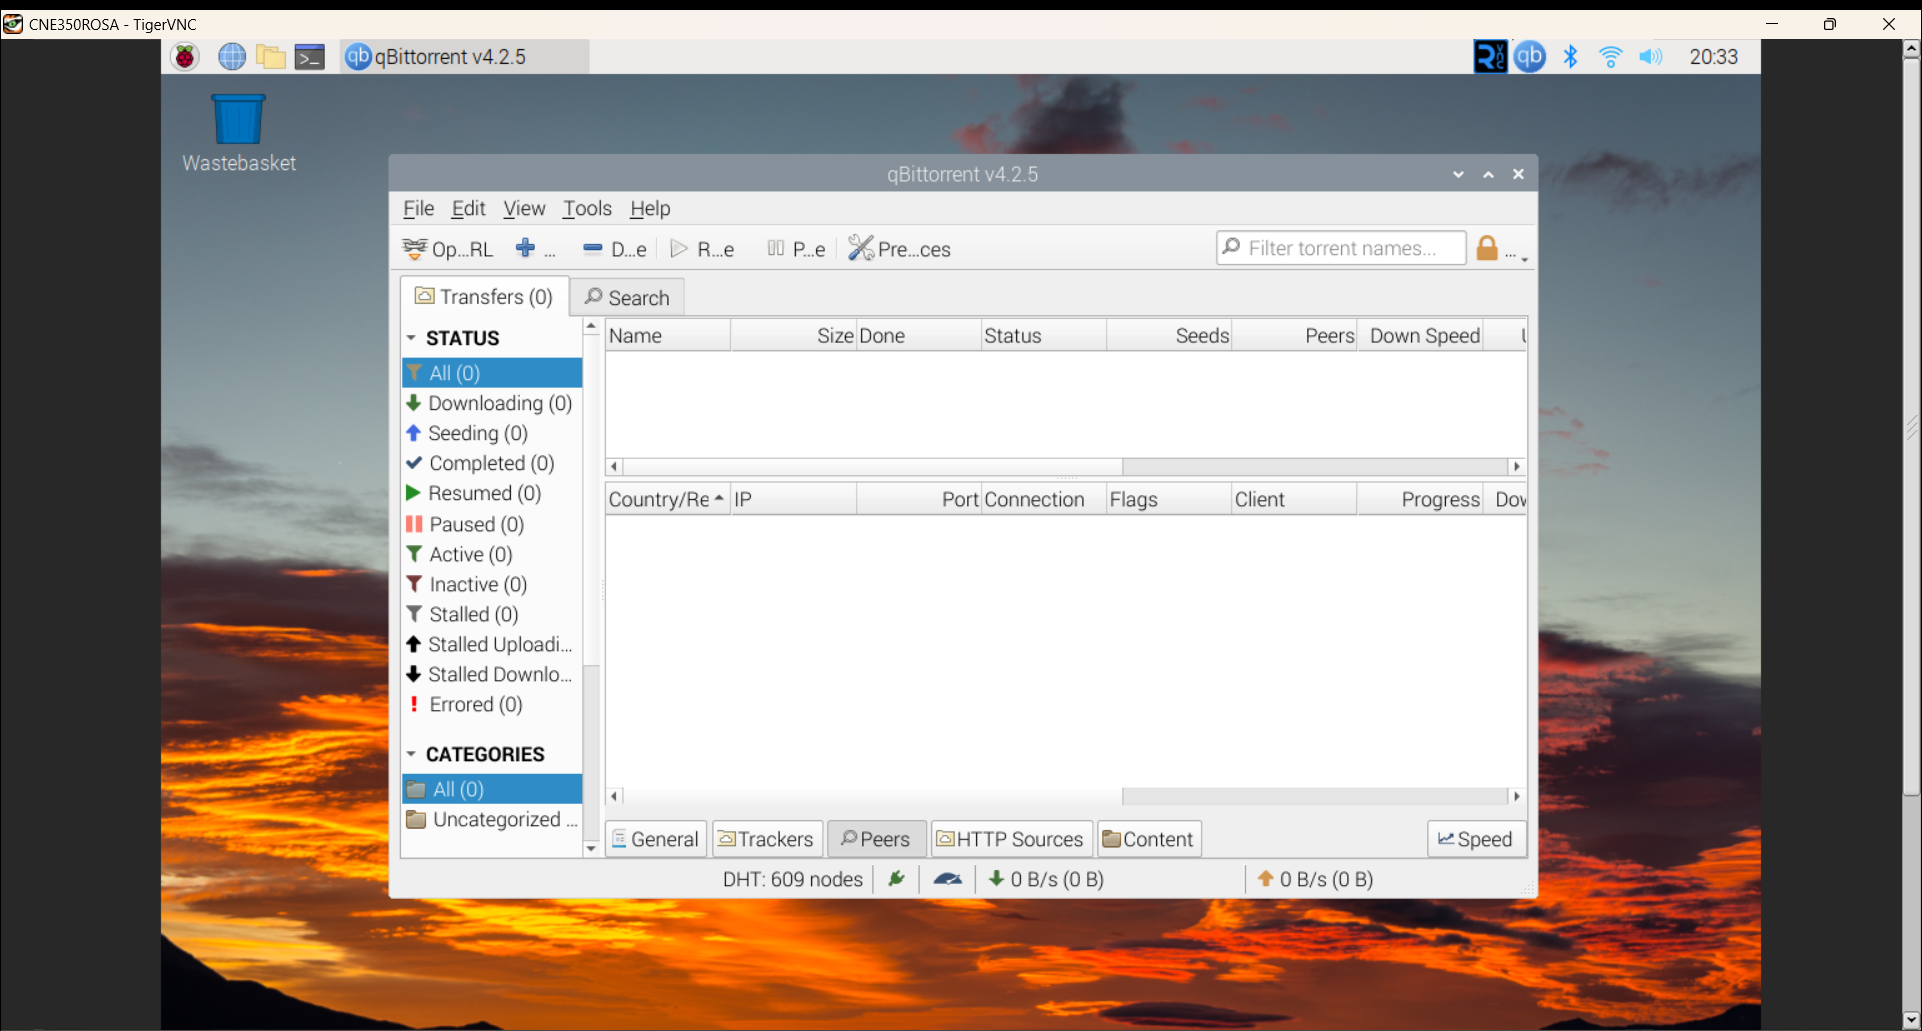 CNE350ROSA - TigerVNC
qBittorrent v4.2.5
20:33
Wastebasket
qBittorrent v4.2.5
File Edit View Tools Help
Op...RL ... D...e R...e P...e Pre...ces Filter torrent names... ...
Transfers (0) Search
STATUS
All (0)
Downloading (0)
Seeding (0)
Completed (0)
Resumed (0)
Paused (0)
Active (0)
Inactive (0)
Stalled (0)
Stalled Uploadi...
Stalled Downlo...
Errored (0)
CATEGORIES
All (0)
Uncategorized ...
Name Size Done Status Seeds Peers Down Speed
Country/Re IP Port Connection Flags Client Progress Dow
General Trackers Peers HTTP Sources Content Speed
DHT: 609 nodes 0 B/s (0 B) 0 B/s (0 B)